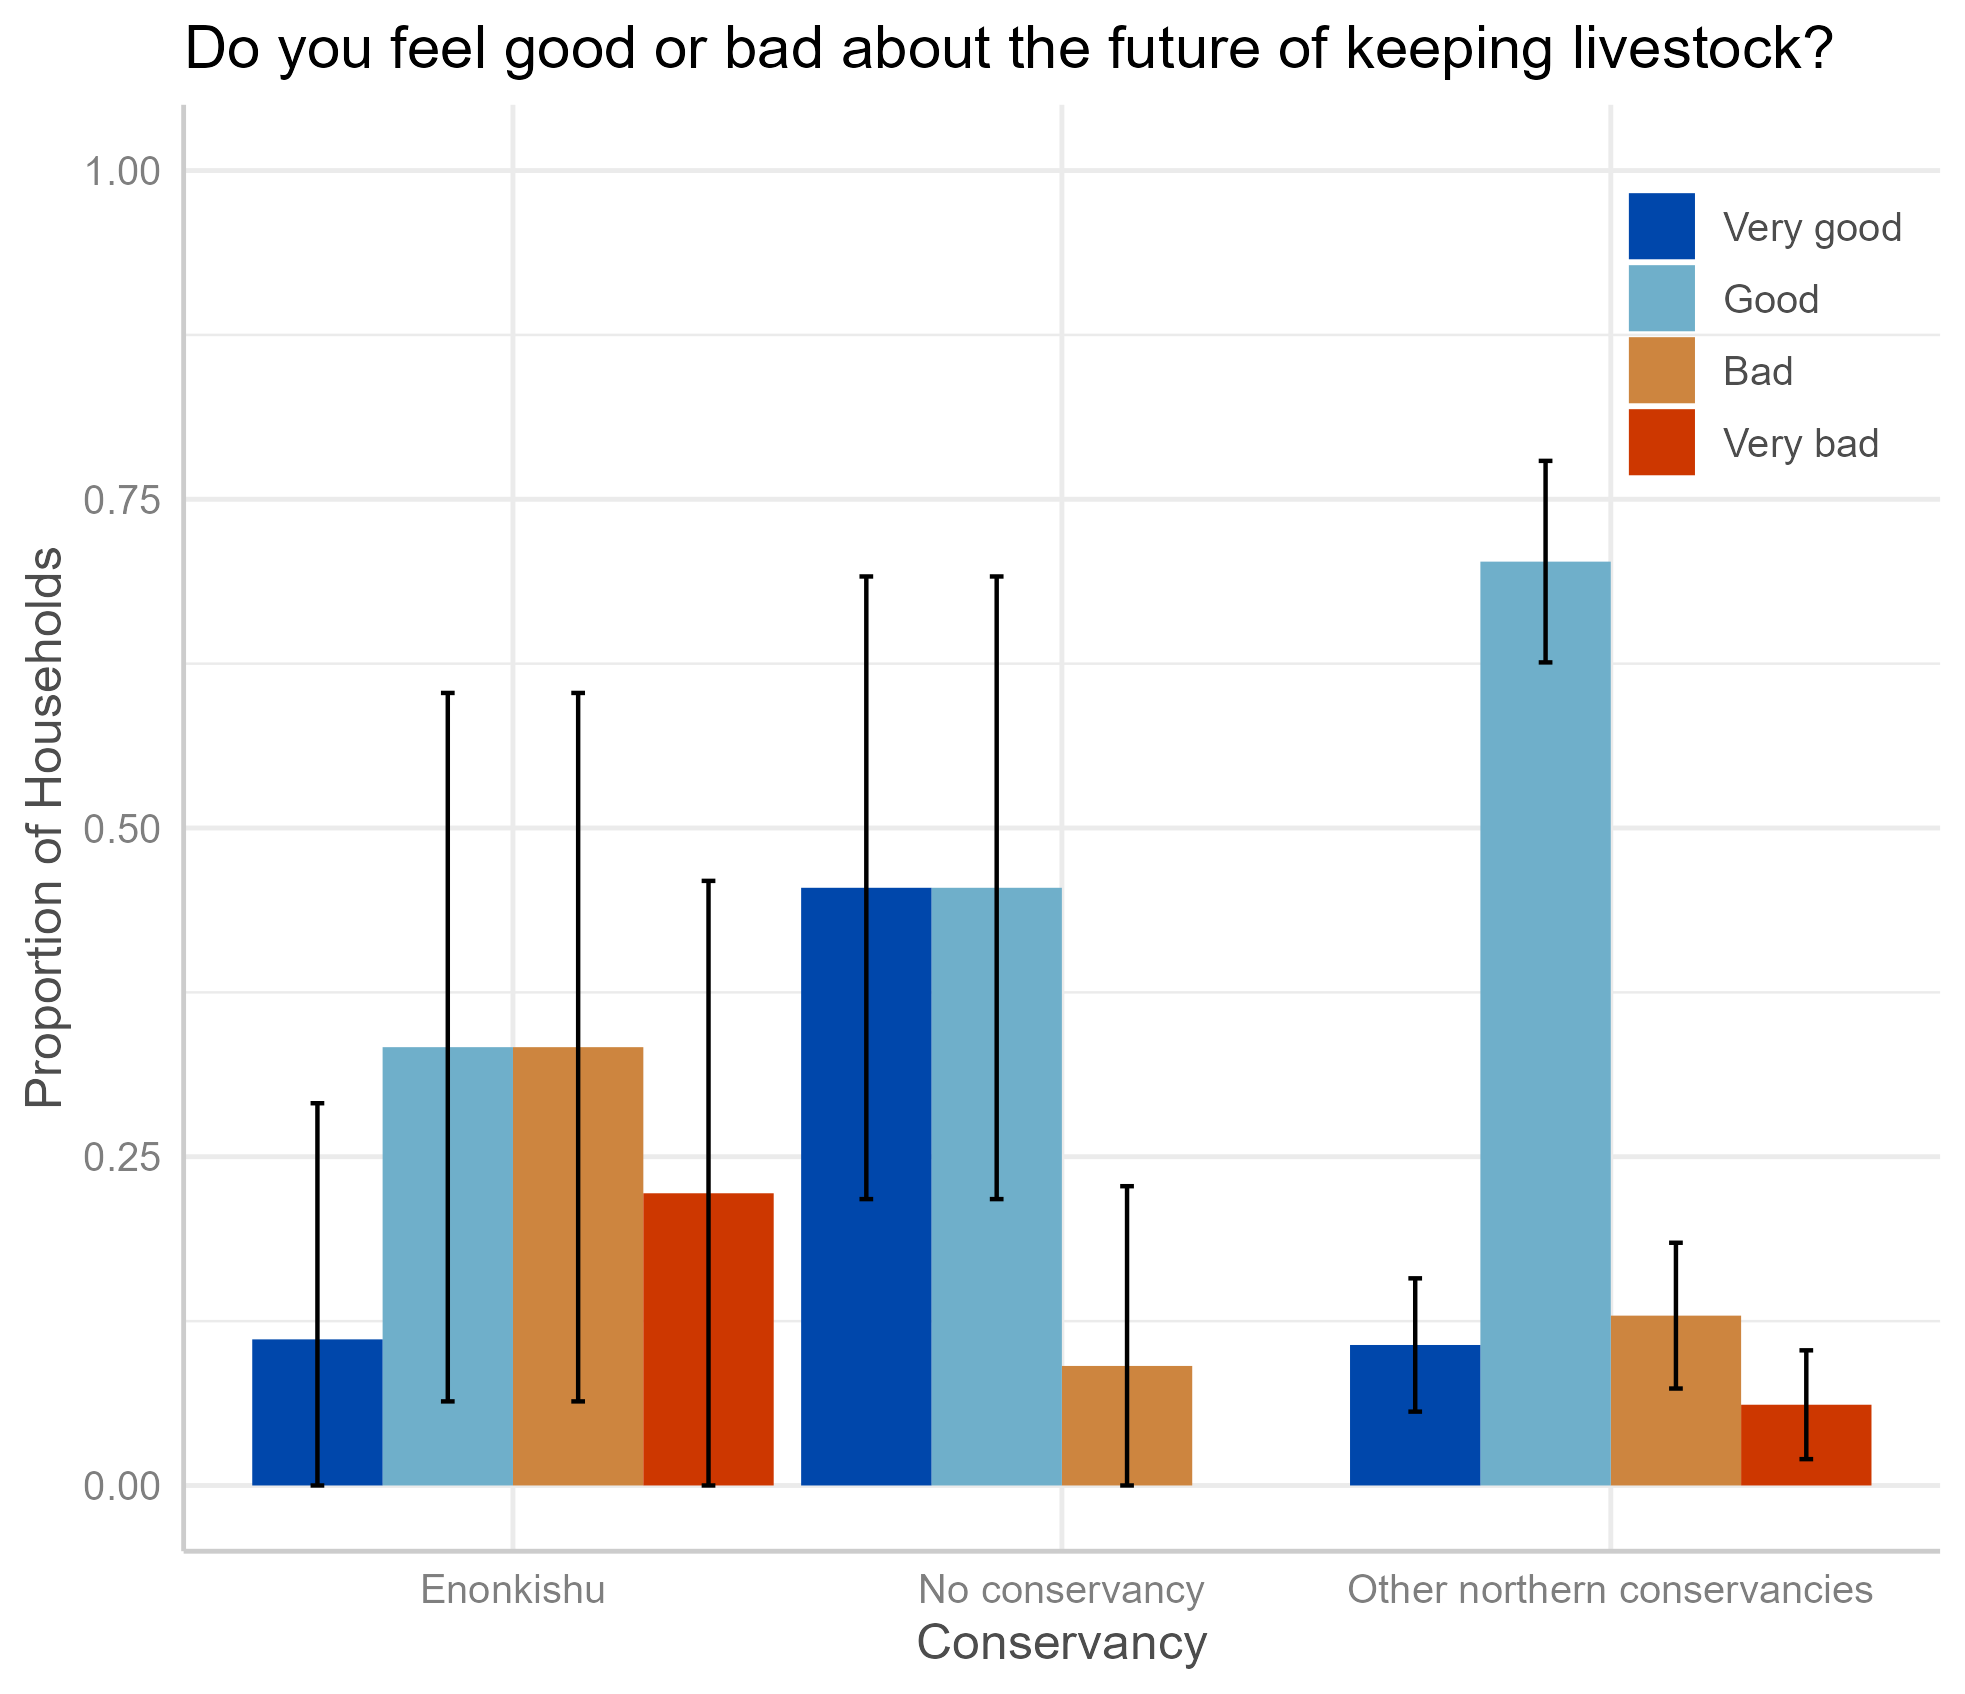 Do you feel good or bad about the future of keeping livestock?
Proportion of Households
1.00
0.75
0.50
0.25
0.00
Very good
Good
Bad
Very bad
Enonkishu
No conservancy
Other northern conservancies
Conservancy